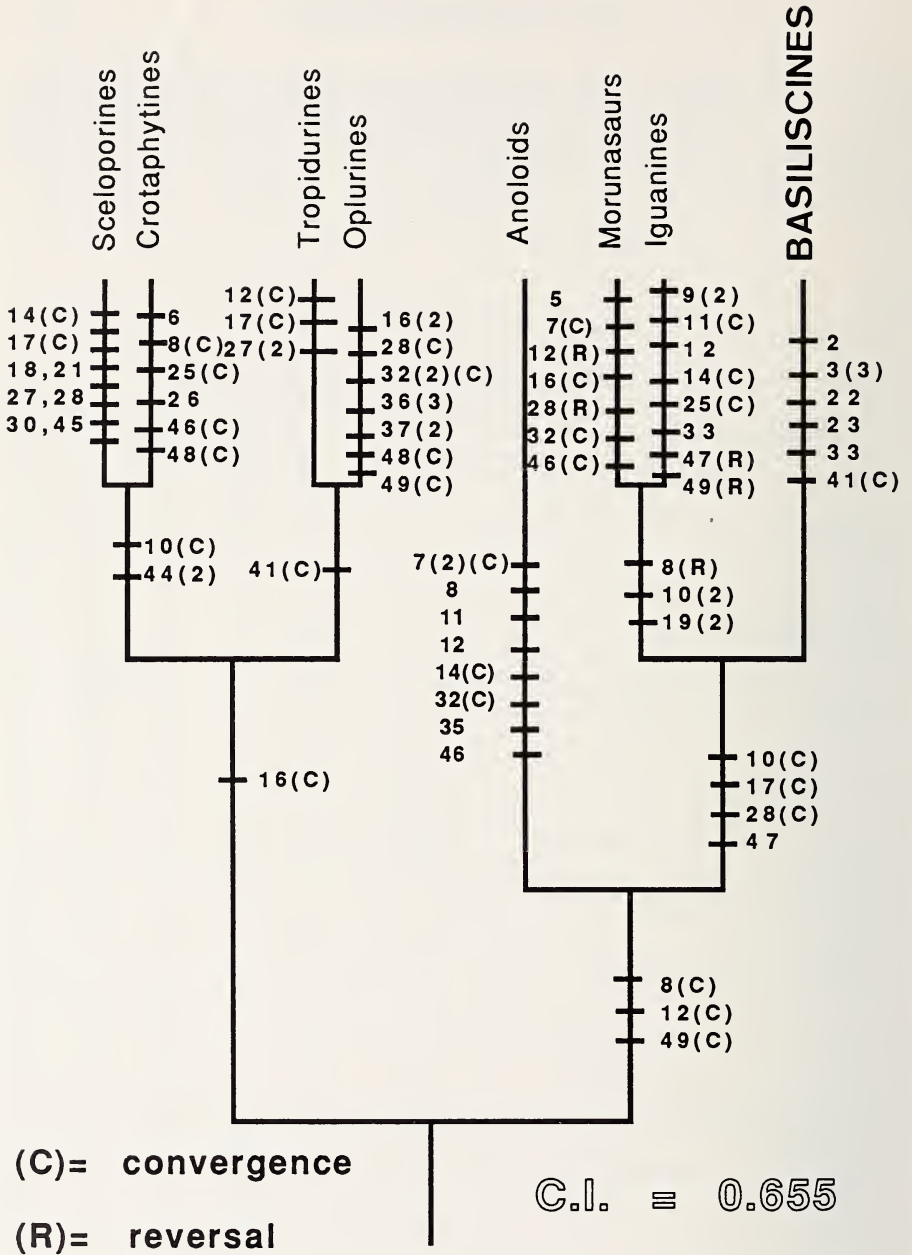 Sceloporines
Crotaphytines
Tropidurines
Oplurines
Anoloids
Morunasaurs
Iguanines
BASILISCINES
14(C)
17(C)
18,21
27,28
30,45
6
8(C)
25(C)
26
46(C)
48(C)
12(C)
17(C)
27(2)
16(2)
28(C)
32(2)(C)
36(3)
37(2)
48(C)
49(C)
5
7(C)
12(R)
16(C)
28(R)
32(C)
46(C)
9(2)
11(C)
12
14(C)
25(C)
33
47(R)
49(R)
2
3(3)
22
23
33
41(C)
10(C)
44(2)
41(C)
7(2)(C)
8
11
12
14(C)
32(C)
35
46
8(R)
10(2)
19(2)
16(C)
10(C)
17(C)
28(C)
47
8(C)
12(C)
49(C)
(C)= convergence
(R)= reversal
C.I. = 0.655